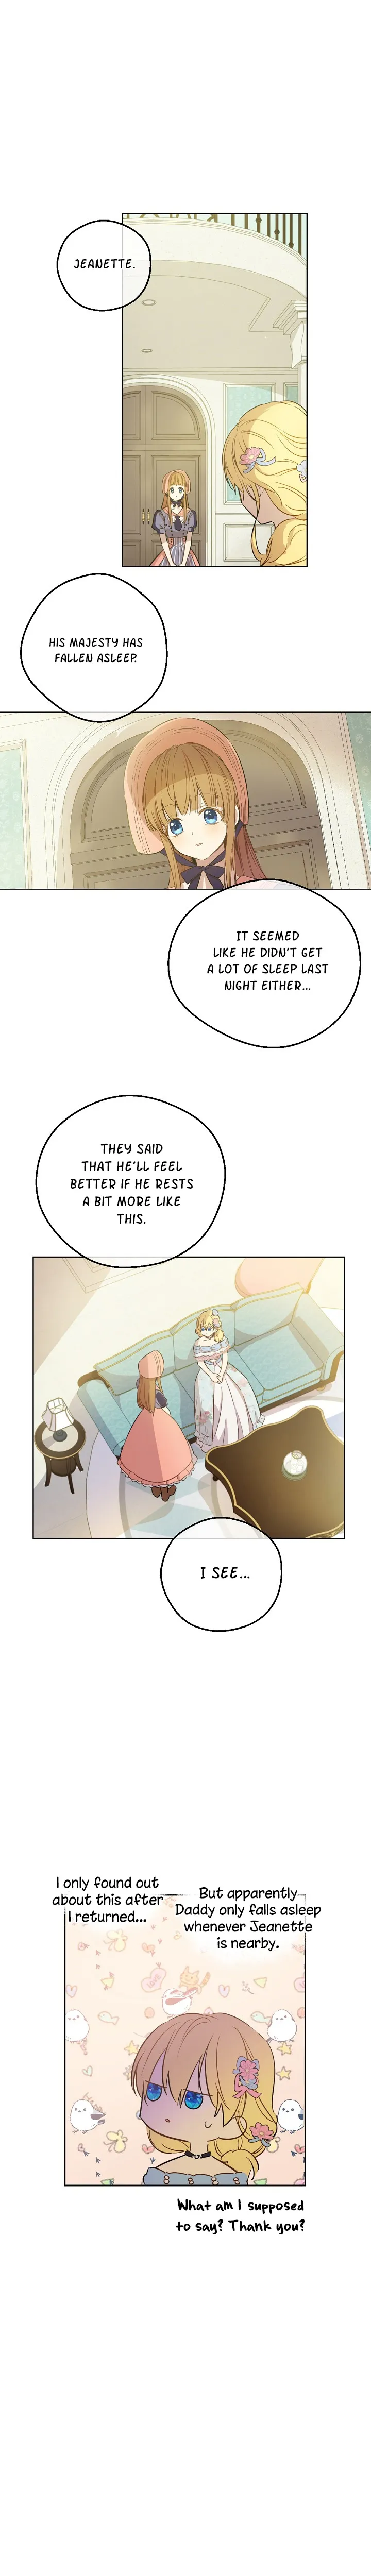 JEANETTE.
HIS MAJESTY HAS
FALLEN ASLEEP.
IT SEEMED
LIKE HE DIDN'T GET
A LOT OF SLEEP LAST
NIGHT EITHER...
THEY SAID
THAT HE'LL FEEL
BETTER IF HE RESTS
A BIT MORE LIKE
THIS.
I SEE...
I only found out
about this after
I returned...
But apparently
Daddy only falls asleep
whenever Jeanette
is nearby.
What am I supposed
to say? Thank you?